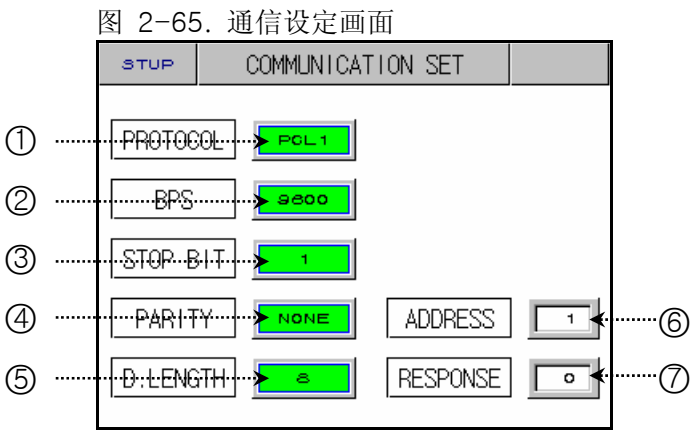 图 2-65. 通信设定画面
STUP COMMUNICATION SET
① PROTOCOL PCL1
② BPS 9600
③ STOP BIT 1
④ PARITY NONE ADDRESS 1 ⑥
⑤ D.LENGTH 8 RESPONSE 0 ⑦